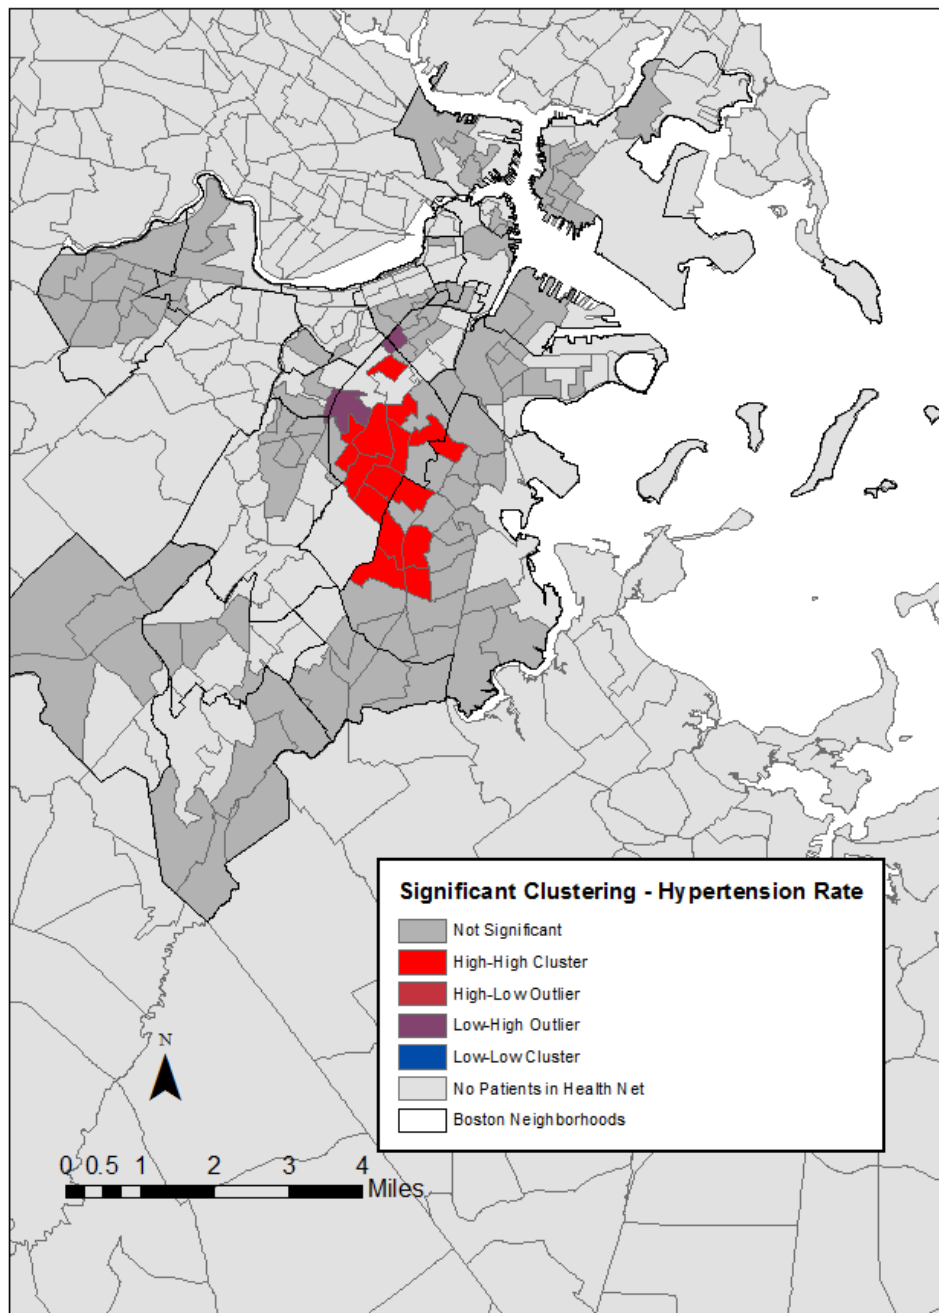 Significant Clustering - Hypertension Rate
Not Significant
High-High Cluster
High-Low Outlier
Low-High Outlier
Low-Low Cluster
No Patients in Health Net
Boston Neighborhoods
N
0 0.5 1 2 3 4
Miles